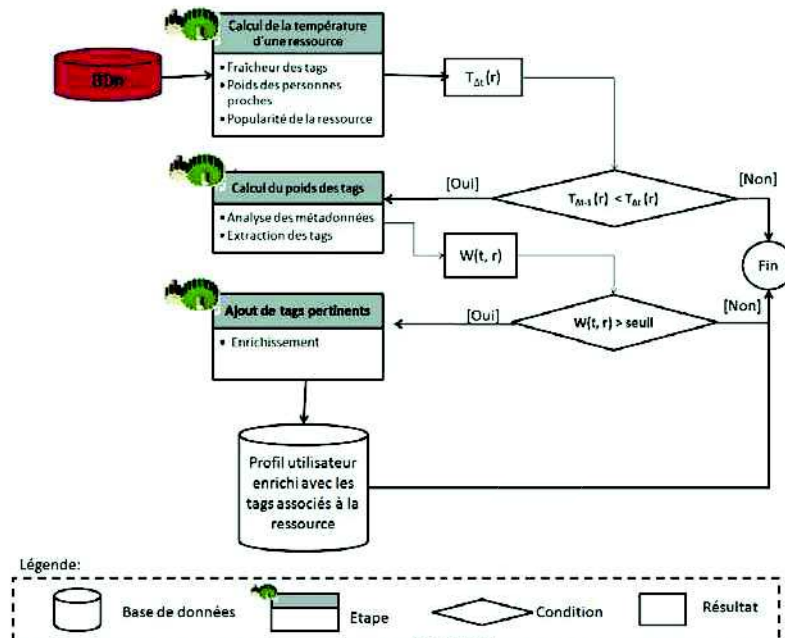 Calcul de la température
d'une ressource
• Fraîcheur des tags
• Poids des personnes
proches
• Popularité de la ressource
BDn
T Δt (r)
Calcul du poids des tags
• Analyse des métadonnées
• Extraction des tags
[Oui]
T Δt-1 (r) < T Δt (r)
[Non]
W(t, r)
Fin
Ajout de tags pertinents
• Enrichissement
[Oui]
W(t, r) > seuil
[Non]
Profil utilisateur
enrichi avec les
tags associés à la
ressource
Légende:
Base de données
Etape
Condition
Résultat